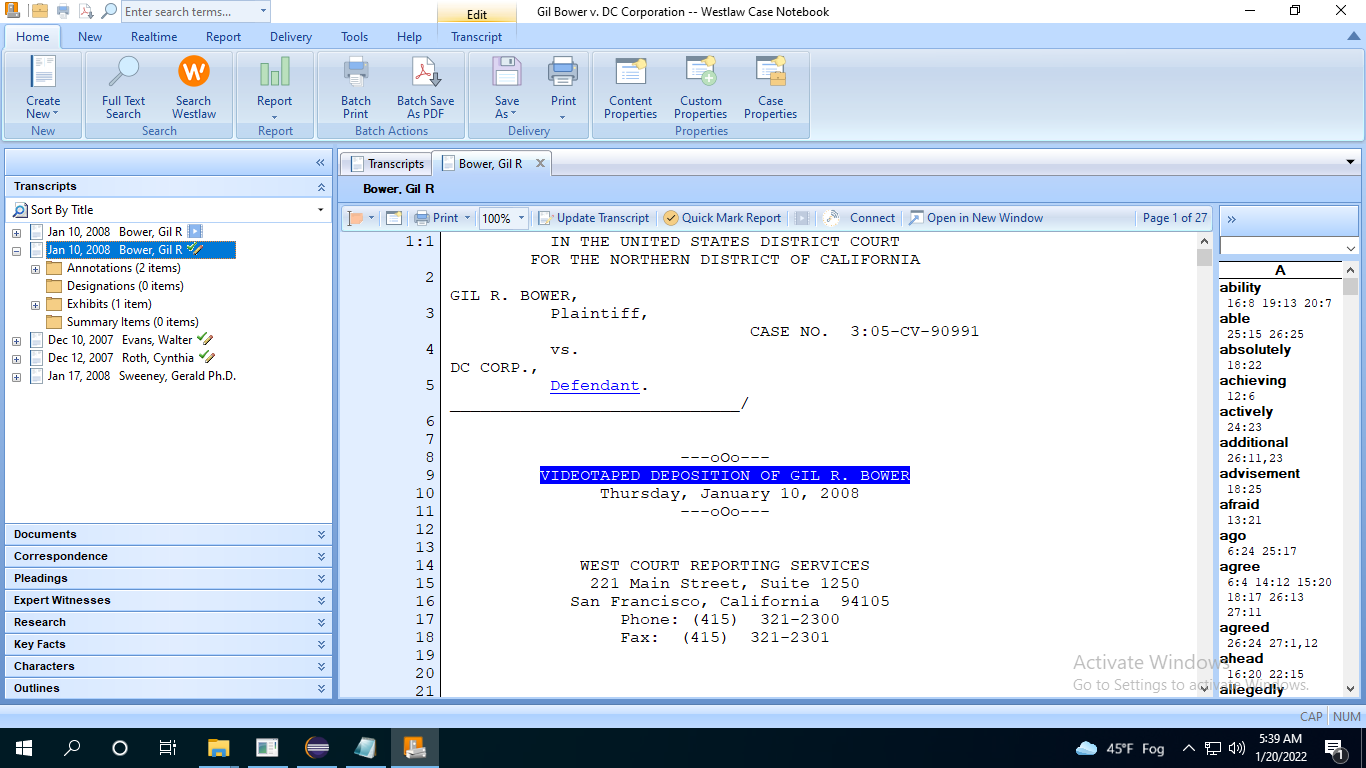 Enter search terms...
Edit
Gil Bower v. DC Corporation -- Westlaw Case Notebook
Home New Realtime Report Delivery Tools Help Transcript
Create New
Full Text Search
Search Westlaw
Report
Batch Print
Batch Save As PDF
Save As
Print
Content Properties
Custom Properties
Case Properties
New Search Report Batch Actions Delivery Properties
Transcripts
Sort By Title
Jan 10, 2008 Bower, Gil R
Jan 10, 2008 Bower, Gil R
Annotations (2 items)
Designations (0 items)
Exhibits (1 item)
Summary Items (0 items)
Dec 10, 2007 Evans, Walter
Dec 12, 2007 Roth, Cynthia
Jan 17, 2008 Sweeney, Gerald Ph.D.
Documents
Correspondence
Pleadings
Expert Witnesses
Research
Key Facts
Characters
Outlines
Transcripts Bower, Gil R
Bower, Gil R
Print 100% Update Transcript Quick Mark Report Connect Open in New Window Page 1 of 27
1:1 IN THE UNITED STATES DISTRICT COURT
FOR THE NORTHERN DISTRICT OF CALIFORNIA
2
GIL R. BOWER,
3 Plaintiff,
CASE NO. 3:05-CV-90991
4 vs.
DC CORP.,
5 Defendant.
_____________________________/
6
7
8 ---oOo---
9 VIDEOTAPED DEPOSITION OF GIL R. BOWER
10 Thursday, January 10, 2008
11 ---oOo---
12
13
14 WEST COURT REPORTING SERVICES
15 221 Main Street, Suite 1250
16 San Francisco, California 94105
17 Phone: (415) 321-2300
18 Fax: (415) 321-2301
19
20
21
A
ability
16:8 19:13 20:7
able
25:15 26:25
absolutely
18:22
achieving
12:6
actively
24:23
additional
26:11,23
advisement
18:25
afraid
13:21
ago
6:24 25:17
agree
6:4 14:12 15:20
18:17 26:13
27:11
agreed
26:24 27:1,12
ahead
16:20 22:15
allegedly
Activate Windows
Go to Settings to activate Windows.
CAP NUM
45°F Fog
5:39 AM
1/20/2022
1